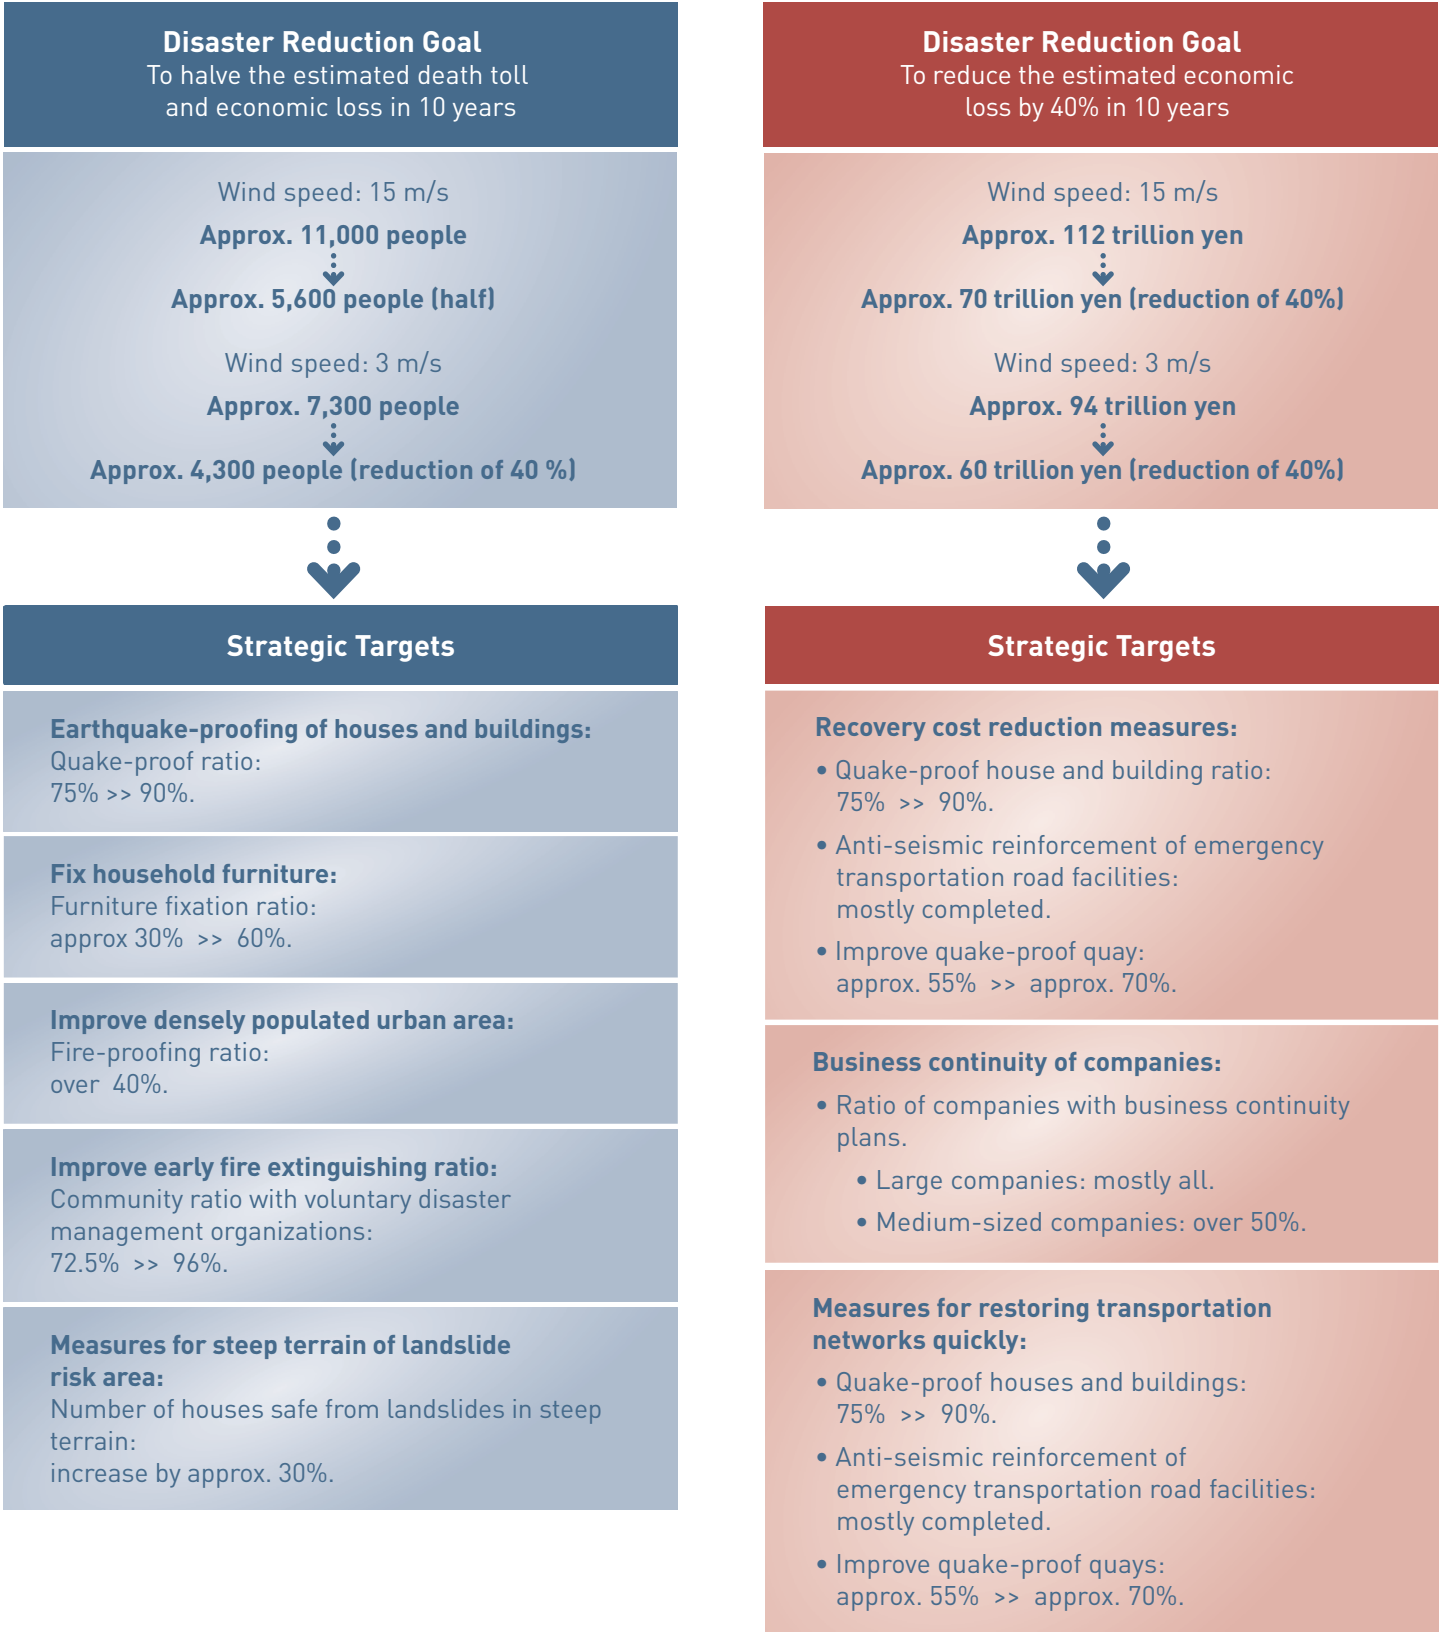 Disaster Reduction Goal
To halve the estimated death toll
and economic loss in 10 years
Wind speed: 15 m/s
Approx. 11,000 people
Approx. 5,600 people (half)
Wind speed: 3 m/s
Approx. 7,300 people
Approx. 4,300 people (reduction of 40 %)
Strategic Targets
Earthquake-proofing of houses and buildings:
Quake-proof ratio:
75% >> 90%.
Fix household furniture:
Furniture fixation ratio:
approx 30% >> 60%.
Improve densely populated urban area:
Fire-proofing ratio:
over 40%.
Improve early fire extinguishing ratio:
Community ratio with voluntary disaster
management organizations:
72.5% >> 96%.
Measures for steep terrain of landslide
risk area:
Number of houses safe from landslides in steep
terrain:
increase by approx. 30%.
Disaster Reduction Goal
To reduce the estimated economic
loss by 40% in 10 years
Wind speed: 15 m/s
Approx. 112 trillion yen
Approx. 70 trillion yen (reduction of 40%)
Wind speed: 3 m/s
Approx. 94 trillion yen
Approx. 60 trillion yen (reduction of 40%)
Strategic Targets
Recovery cost reduction measures:
• Quake-proof house and building ratio:
75% >> 90%.
• Anti-seismic reinforcement of emergency
transportation road facilities:
mostly completed.
• Improve quake-proof quay:
approx. 55% >> approx. 70%.
Business continuity of companies:
• Ratio of companies with business continuity
plans.
• Large companies: mostly all.
• Medium-sized companies: over 50%.
Measures for restoring transportation
networks quickly:
• Quake-proof houses and buildings:
75% >> 90%.
• Anti-seismic reinforcement of
emergency transportation road facilities:
mostly completed.
• Improve quake-proof quays:
approx. 55% >> approx. 70%.